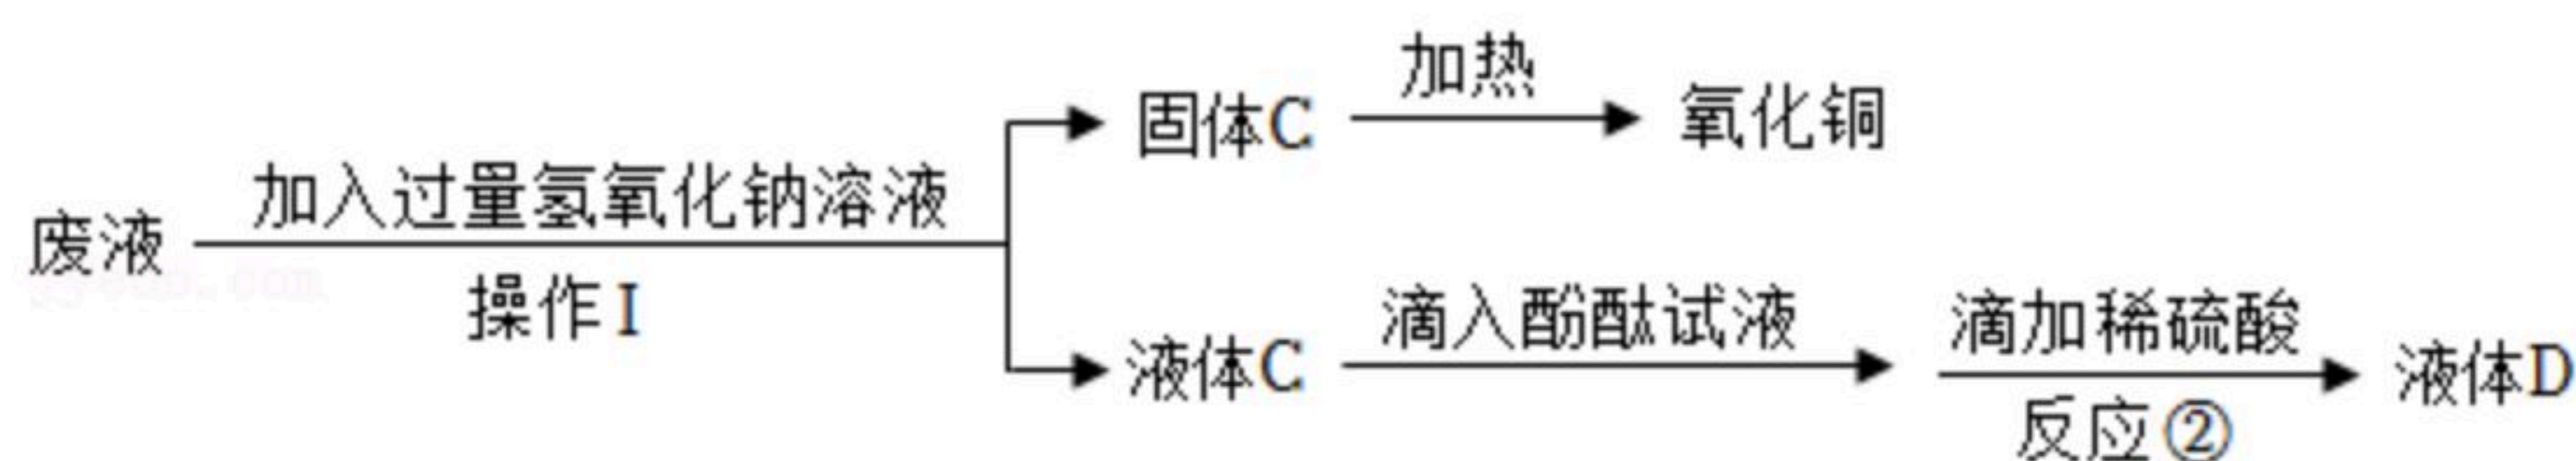 加热
固体C
氧化铜
加入过量氢氧化钠溶液
废液
操作I
滴入酚酞试液
滴加稀硫酸
液体C
液体D
反应②